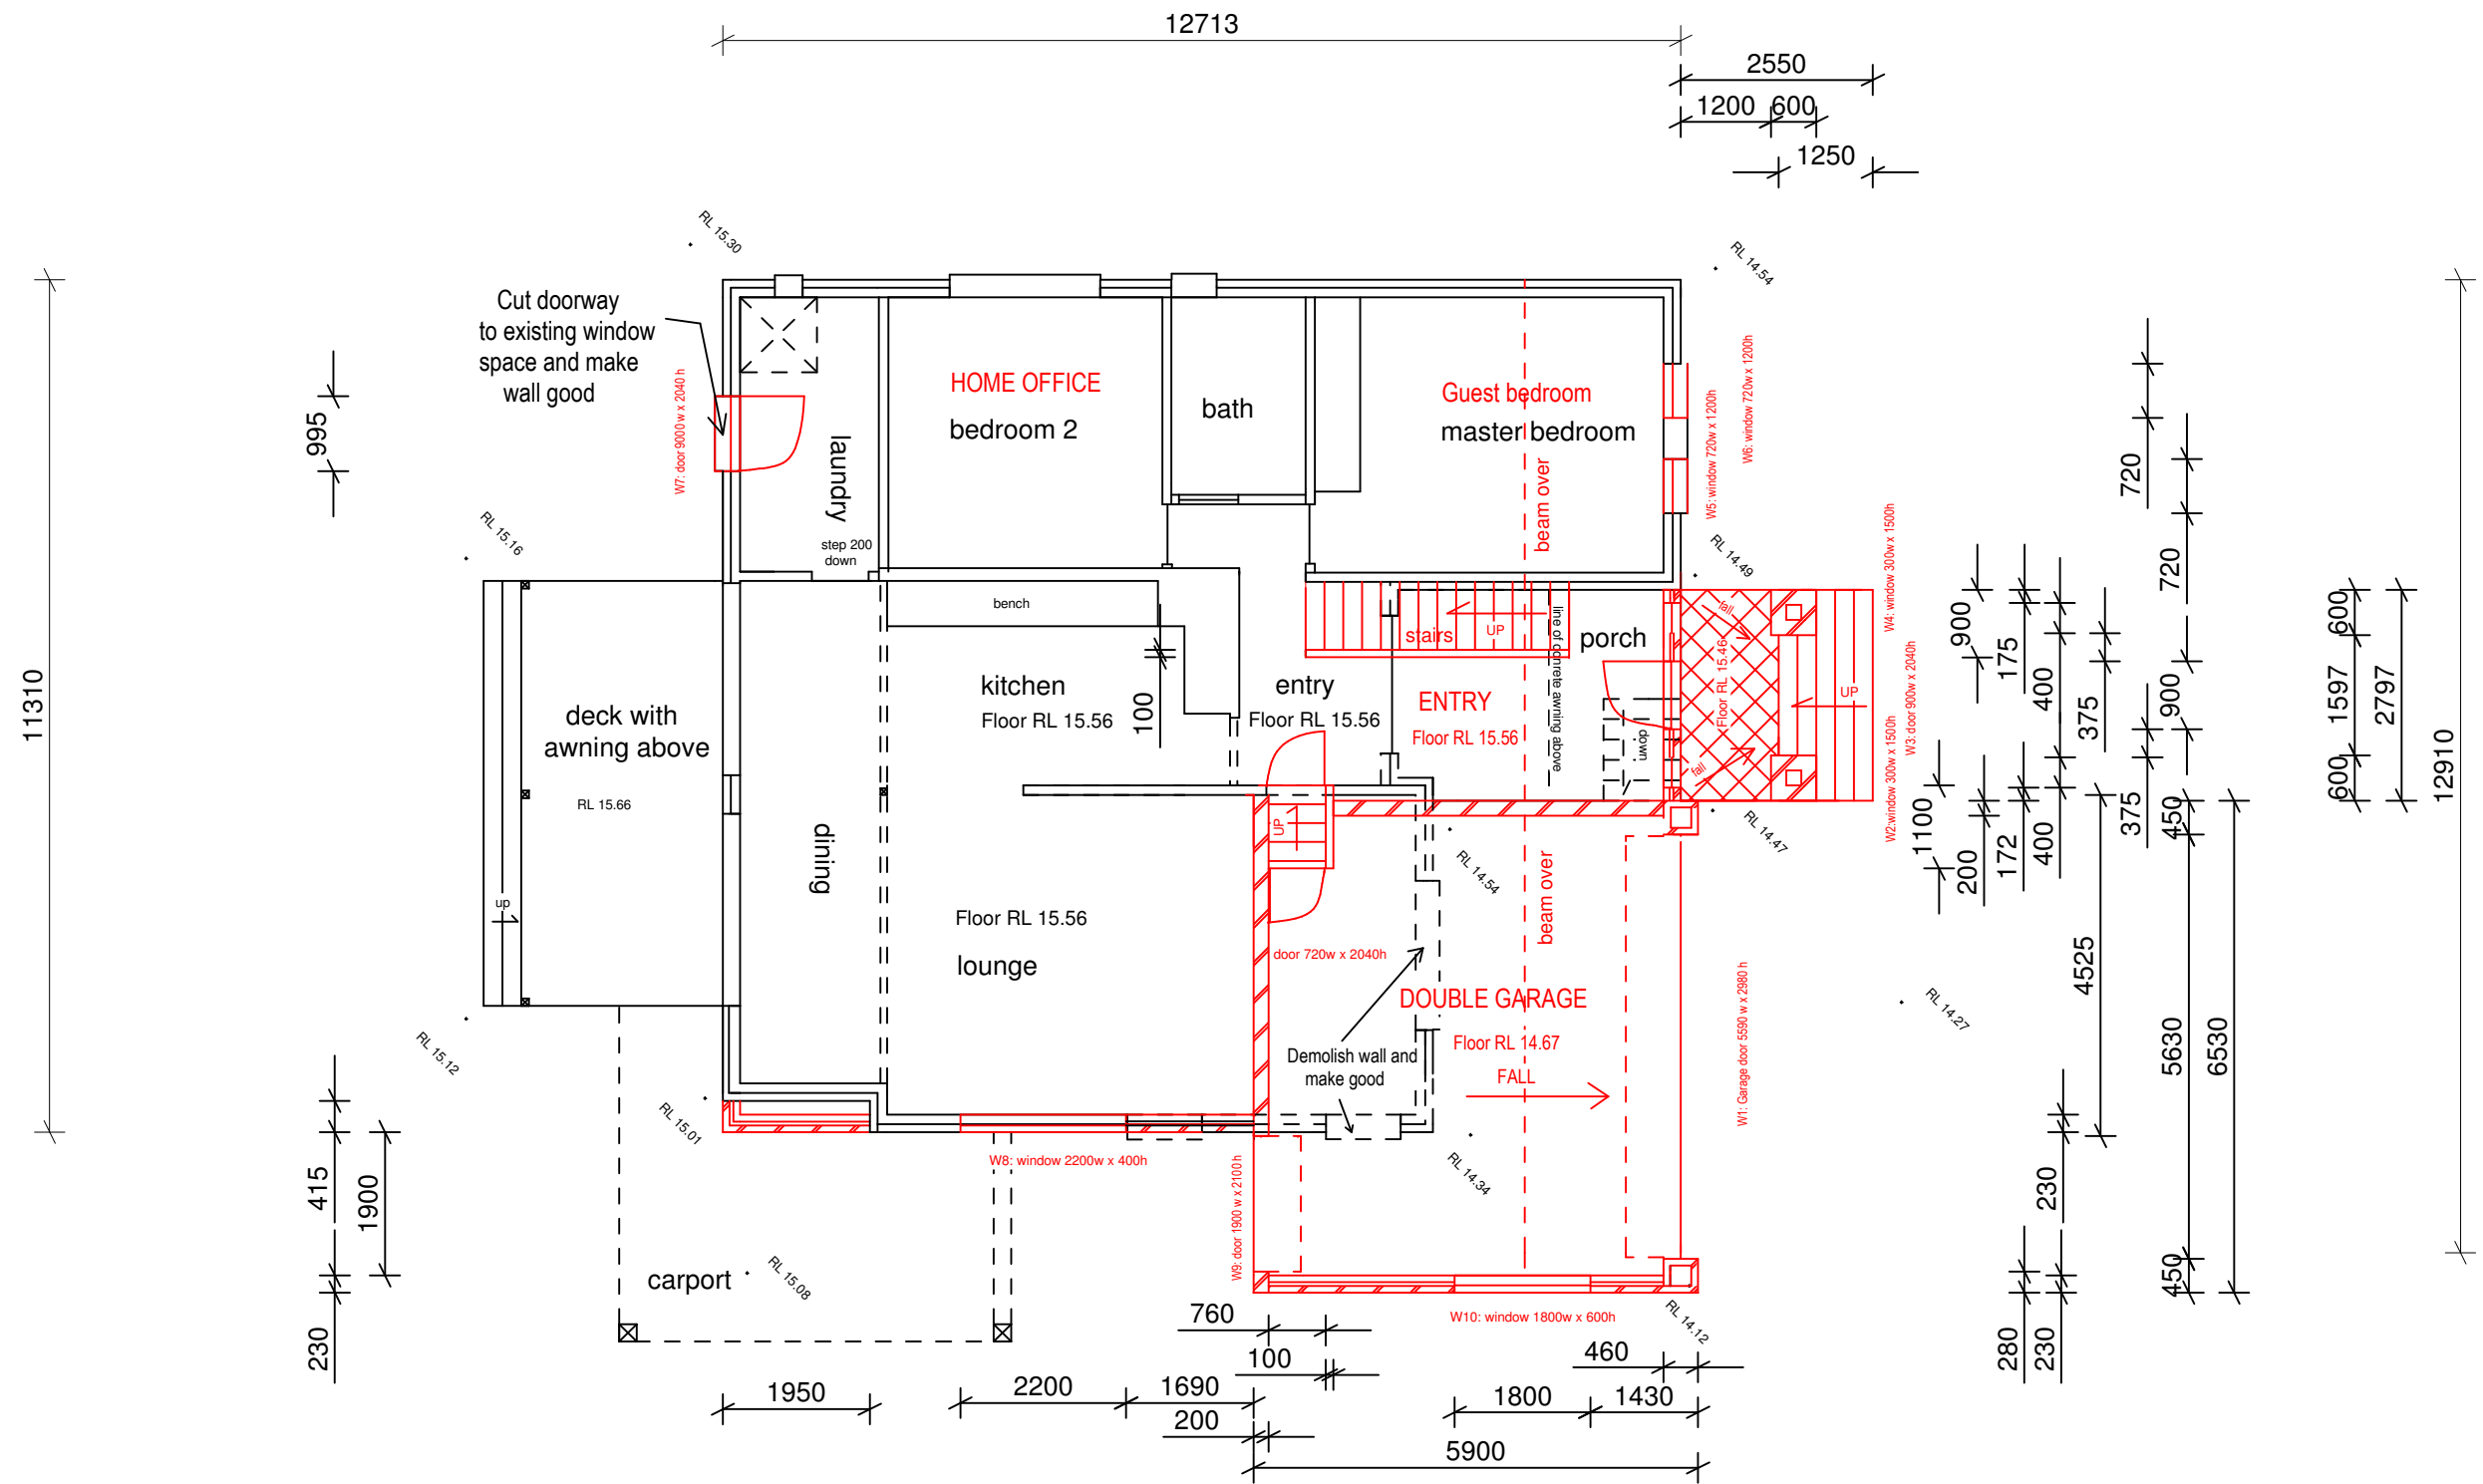 12713
2550
1200
600
1250
RL 15.30
RL 14.54
Cut doorway
to existing window
space and make
wall good
W7: door 9000 w x 2040 h
995
laundry
step 200
down
HOME OFFICE
bedroom 2
bath
Guest bedroom
master bedroom
beam over
W5: window 720w x 1200h
W6: window 720w x 1200h
720
720
RL 15.16
RL 14.49
W4: window 300w x 1500h
W3: door 900w x 2040h
W2:window 300w x 1500h
bench
stairs
UP
line of conrete awning above
porch
fall
Floor RL 15.46
fall
UP
900
175
400
375
900
600
1597
2797
600
11310
12910
deck with
awning above
RL 15.66
kitchen
Floor RL 15.56
100
entry
Floor RL 15.56
ENTRY
Floor RL 15.56
down
1100
200
172
400
375
450
up
dining
UP
RL 14.54
RL 14.47
beam over
Floor RL 15.56
lounge
door 720w x 2040h
DOUBLE GARAGE
Floor RL 14.67
FALL
Demolish wall and
make good
W1: Garage door 5590 w x 2980 h
RL 14.27
4525
5630
6530
RL 15.12
RL 15.01
415
1900
230
W8: window 2200w x 400h
W9: door 1900 w x 2100 h
RL 14.34
230
450
280
230
carport
RL 15.08
W10: window 1800w x 600h
RL 14.12
760
100
460
1950
2200
1690
1800
1430
200
5900